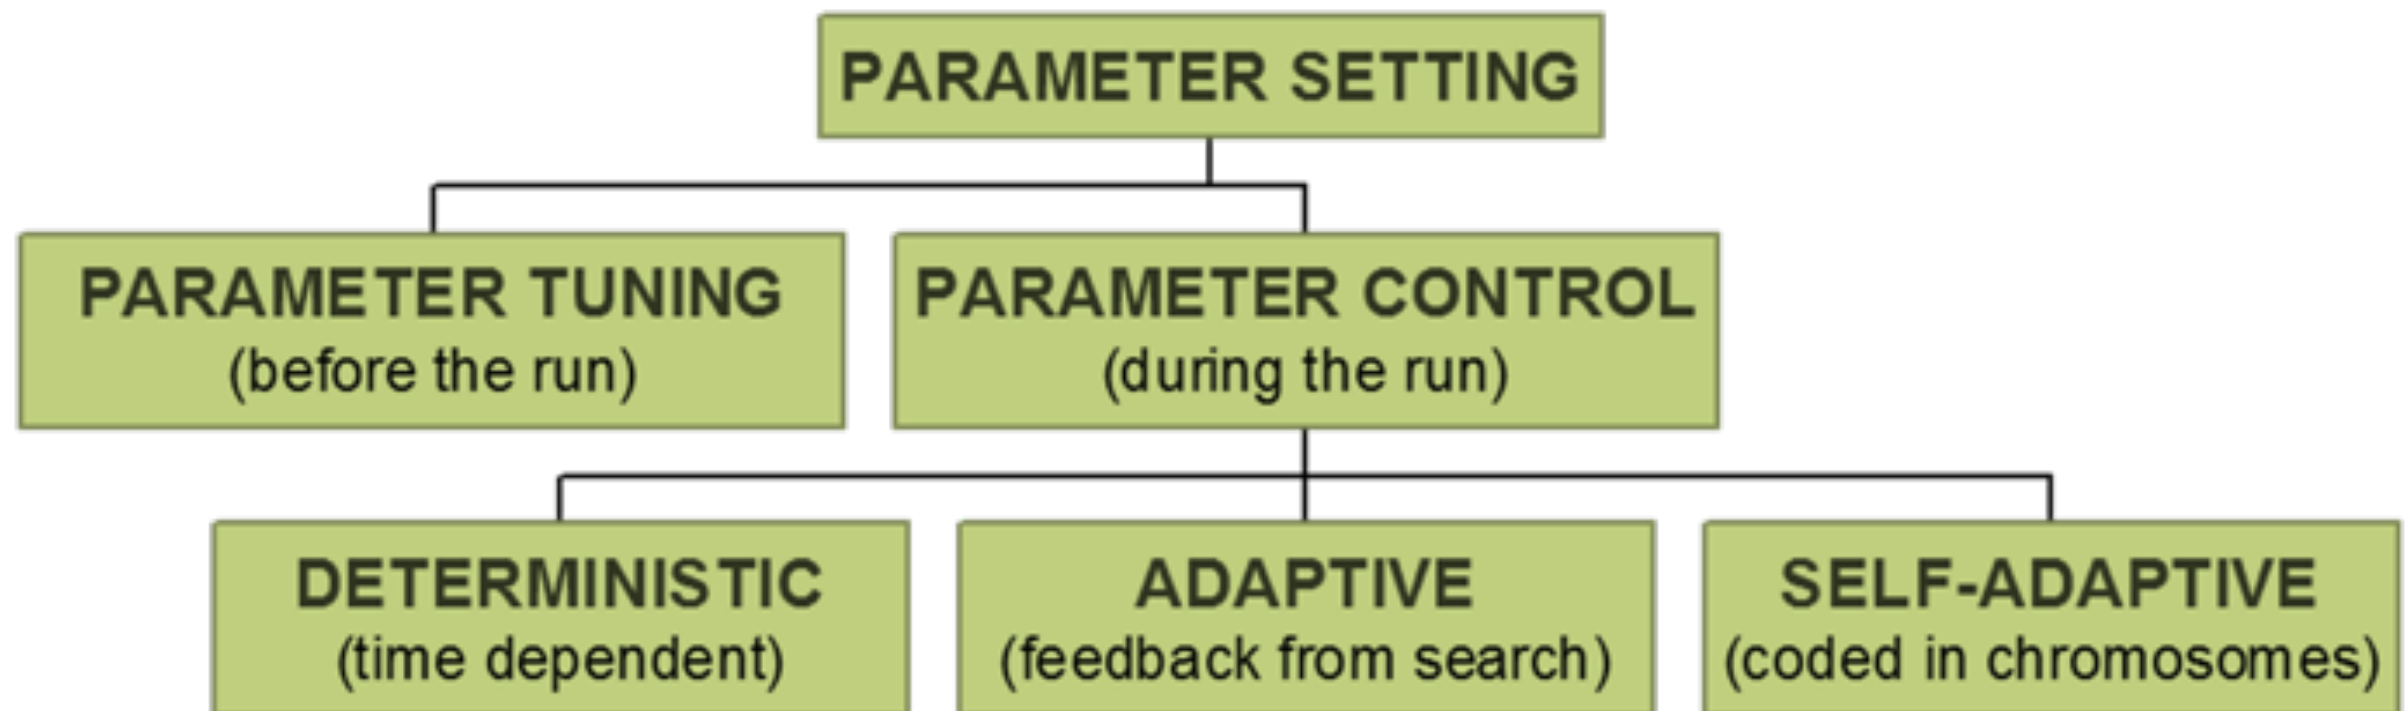 PARAMETER SETTING
PARAMETER TUNING
(before the run)
PARAMETER CONTROL
(during the run)
DETERMINISTIC
(time dependent)
ADAPTIVE
(feedback from search)
SELF-ADAPTIVE
(coded in chromosomes)